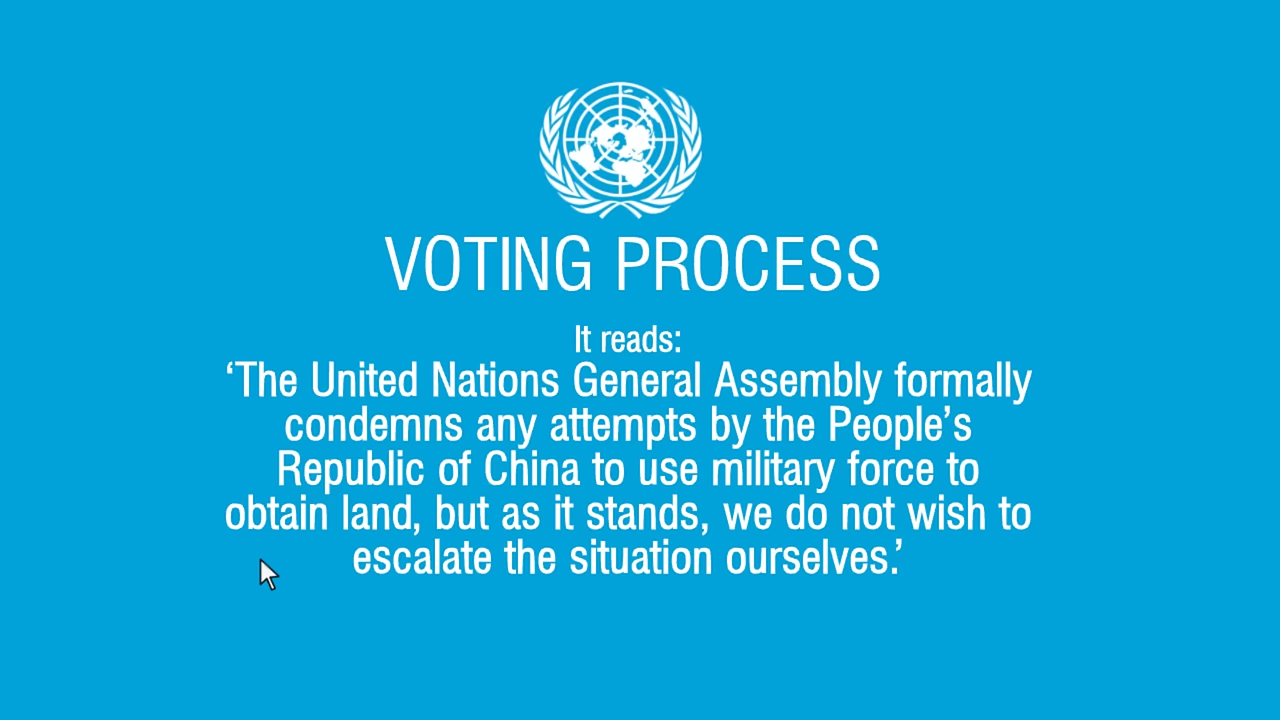 VOTING PROCESS
It reads:
‘The United Nations General Assembly formally
condemns any attempts by the People’s
Republic of China to use military force to
obtain land, but as it stands, we do not wish to
escalate the situation ourselves.’